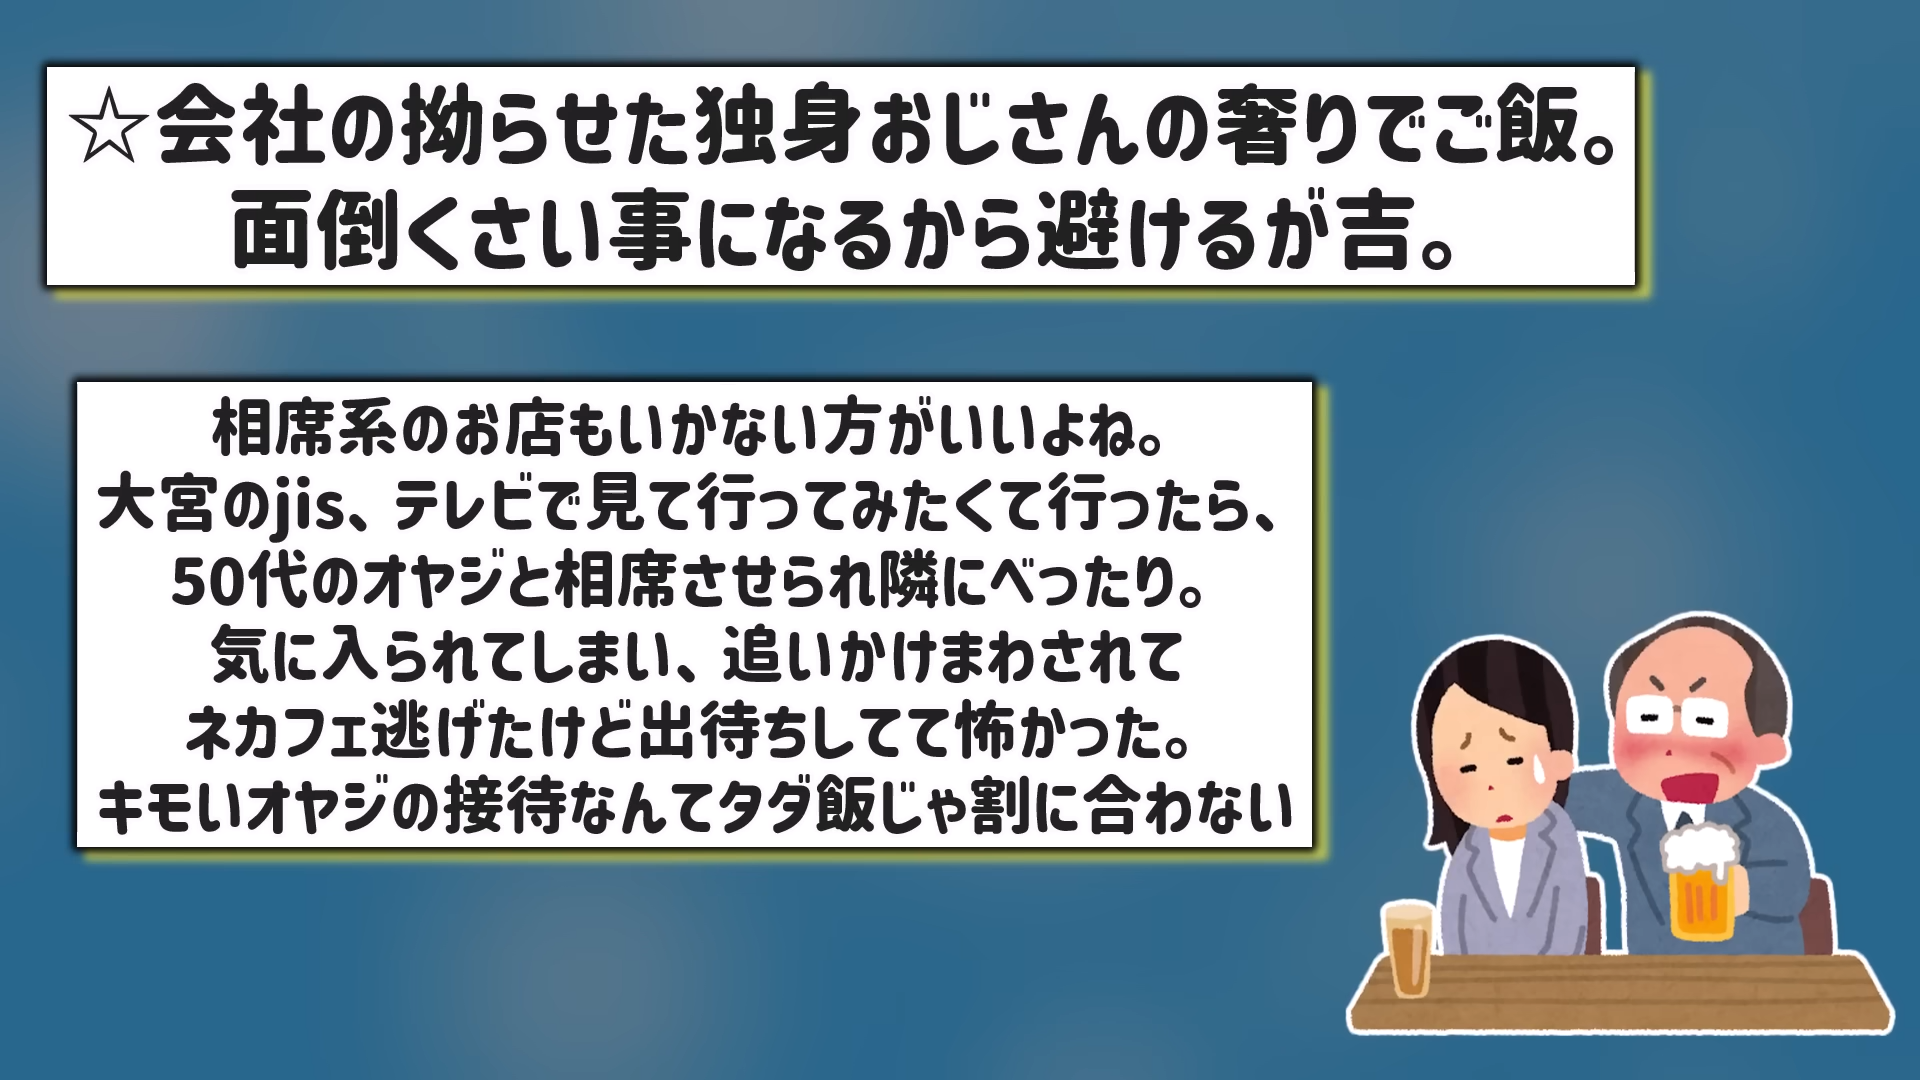 ☆会社の拗らせた独身おじさんの奢りでご飯。
面倒くさい事になるから避けるが吉。
相席系のお店もいかない方がいいよね。
大宮のjis、テレビで見て行ってみたくて行ったら、
50代のオヤジと相席させられ隣にべったり。
気に入られてしまい、追いかけまわされて
ネカフェ逃げたけど出待ちしてて怖かった。
キモいオヤジの接待なんてタダ飯じゃ割に合わない